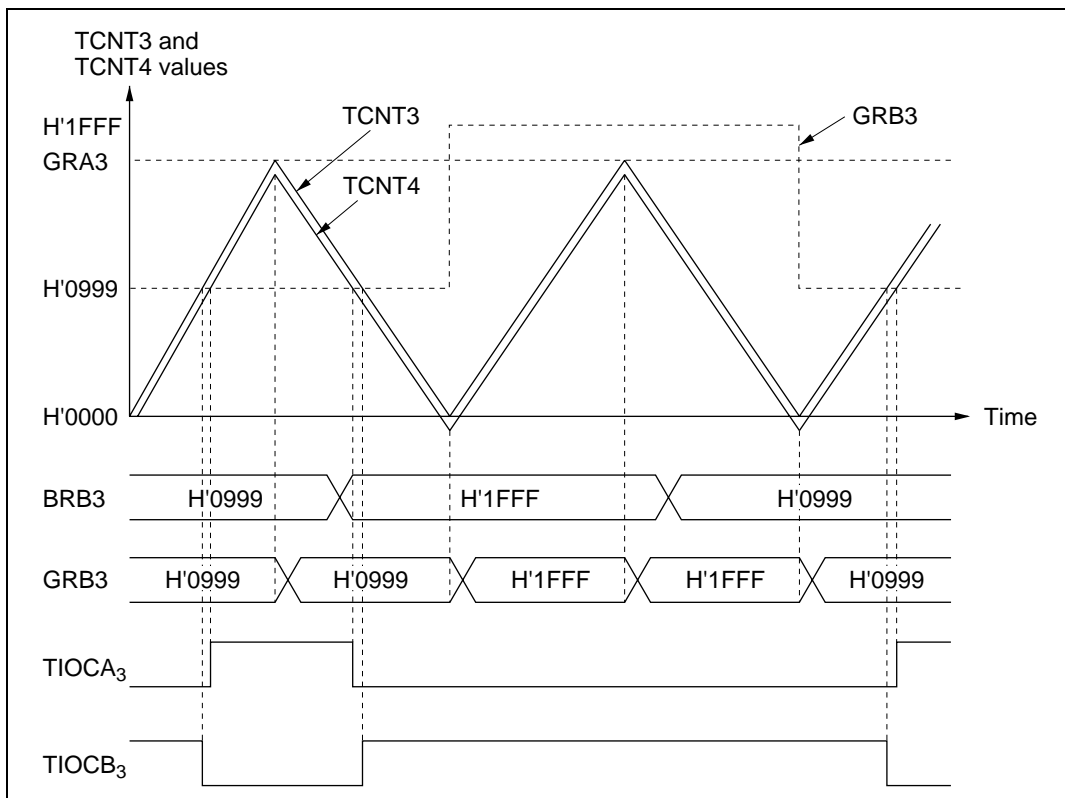 TCNT3 and
TCNT4 values
H'1FFF
TCNT3
GRB3
GRA3
TCNT4
H'0999
H'0000
Time
BRB3
H'0999
H'1FFF
H'0999
GRB3
H'0999
H'0999
H'1FFF
H'1FFF
H'0999
TIOCA3
TIOCB3